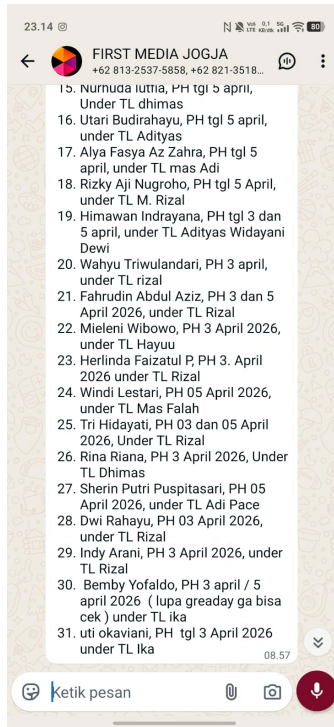 23.14
Vo5 LTE 0,1 KB/dtk 5G 80
FIRST MEDIA JOGJA
+62 813-2537-5858, +62 821-3518...
15. Nurhuda lutfia, PH tgl 5 april,
Under TL dhimas
16. Utari Budirahayu, PH tgl 5 april,
under TL Adityas
17. Alya Fasya Az Zahra, PH tgl 5
april, under TL mas Adi
18. Rizky Aji Nugroho, PH tgl 5 April,
under TL M. Rizal
19. Himawan Indrayana, PH tgl 3 dan
5 april, under TL Adityas Widayani
Dewi
20. Wahyu Triwulandari, PH 3 april,
under TL rizal
21. Fahrudin Abdul Aziz, PH 3 dan 5
April 2026, under TL Rizal
22. Mieleni Wibowo, PH 3 April 2026,
under TL Hayuu
23. Herlinda Faizatul P, PH 3. April
2026 under TL Rizal
24. Windi Lestari, PH 05 April 2026,
under TL Mas Falah
25. Tri Hidayati, PH 03 dan 05 April
2026, Under TL Rizal
26. Rina Riana, PH 3 April 2026, Under
TL Dhimas
27. Sherin Putri Puspitasari, PH 05
April 2026, under TL Adi Pace
28. Dwi Rahayu, PH 03 April 2026,
under TL Rizal
29. Indy Arani, PH 3 April 2026, under
TL Rizal
30. Bemby Yofaldo, PH 3 april / 5
april 2026 ( lupa greaday ga bisa
cek ) under TL ika
31. uti okaviani, PH tgl 3 April 2026
under TL Ika
08.57
Ketik pesan